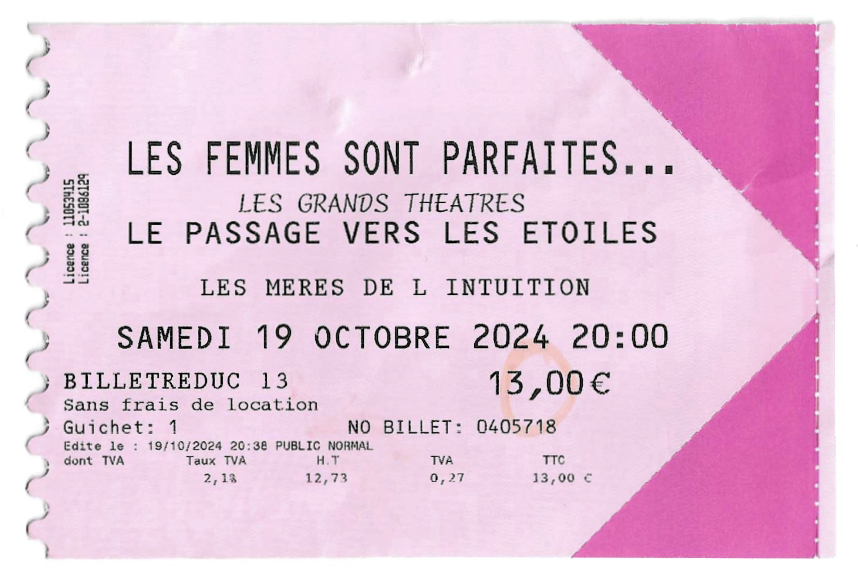 LES FEMMES SONT PARFAITES...
LES GRANDS THEATRES
LE PASSAGE VERS LES ETOILES
LES MERES DE L INTUITION
SAMEDI 19 OCTOBRE 2024 20:00
BILLETREDUC 13 13,00€
Sans frais de location
Guichet: 1 NO BILLET: 0405718
Edite le : 19/10/2024 20:38 PUBLIC NORMAL
dont TVA Taux TVA H.T TVA TTC
2,1% 12,73 0,27 13,00 €
Licence : 11053415
Licence : 2-1086129